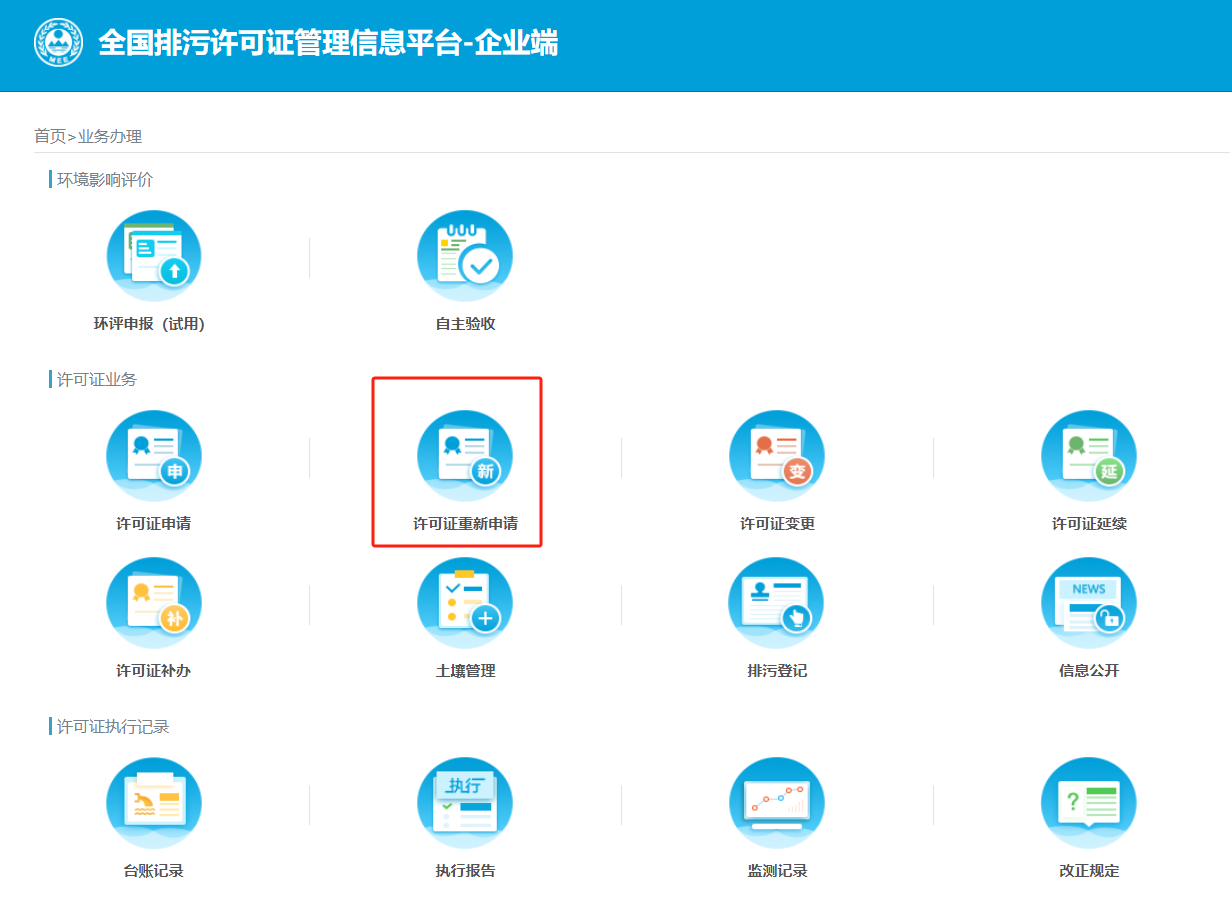 MEE
全国排污许可证管理信息平台-企业端
首页>业务办理
环境影响评价
环评申报（试用）
自主验收
许可证业务
申
新
变
延
许可证申请
许可证重新申请
许可证变更
许可证延续
补
NEWS
许可证补办
土壤管理
排污登记
信息公开
许可证执行记录
执行
?
台账记录
执行报告
监测记录
改正规定